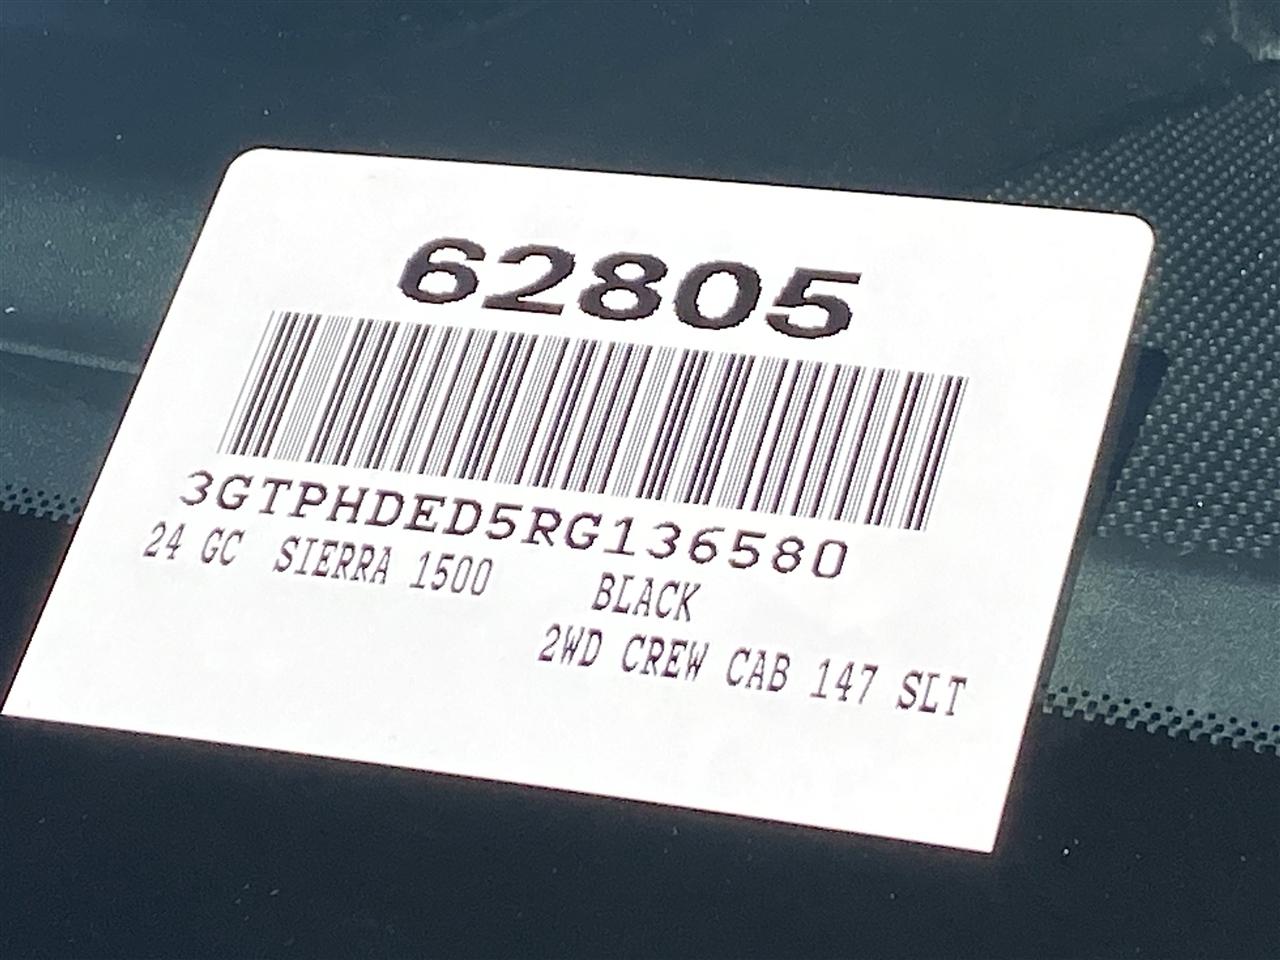 62805
3GTPHDED5RG136580
24 GC SIERRA 1500 BLACK
2WD CREW CAB 147 SLT